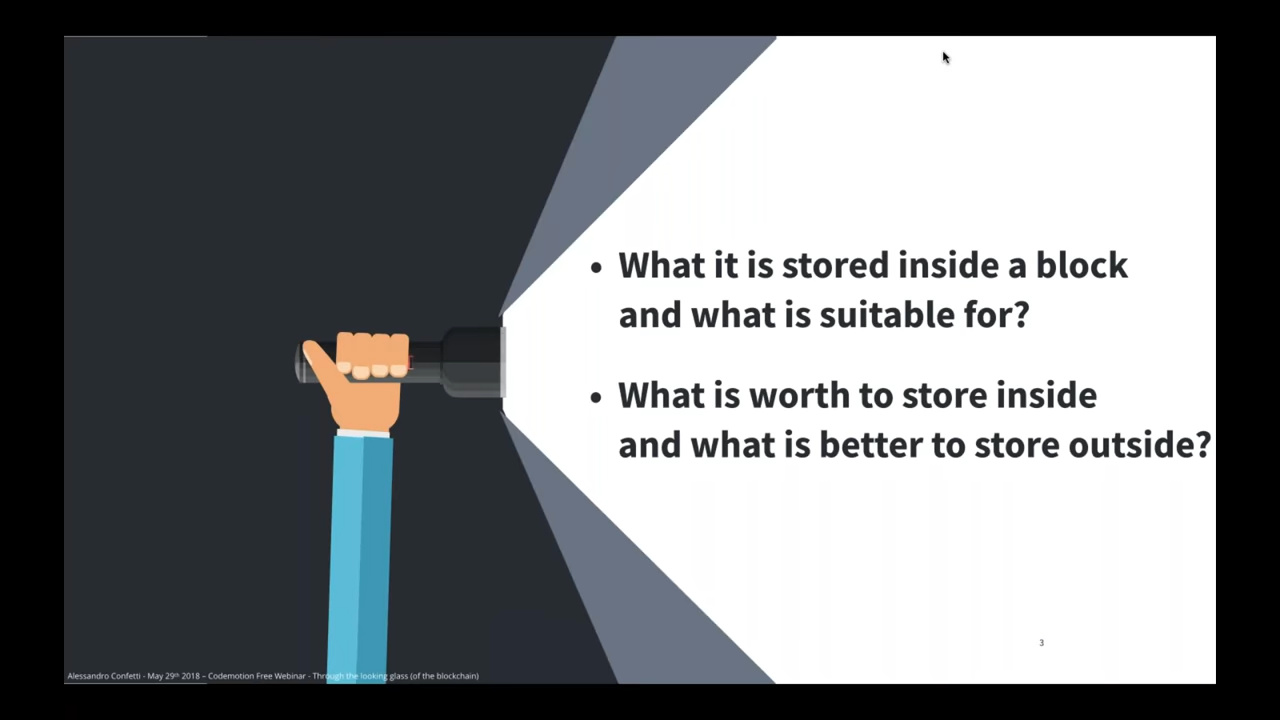 • What it is stored inside a block
and what is suitable for?
• What is worth to store inside
and what is better to store outside?
3
Alessandro Confetti - May 29th 2018 – Codemotion Free Webinar - Through the looking glass (of the blockchain)